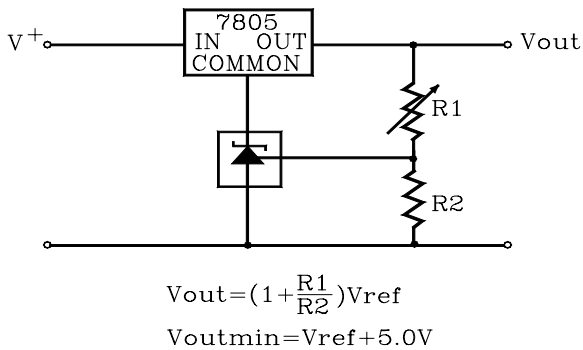 7805
V+
IN OUT
Vout
COMMON
R1
R2
Vout=(1+R1/R2)Vref
Voutmin=Vref+5.0V